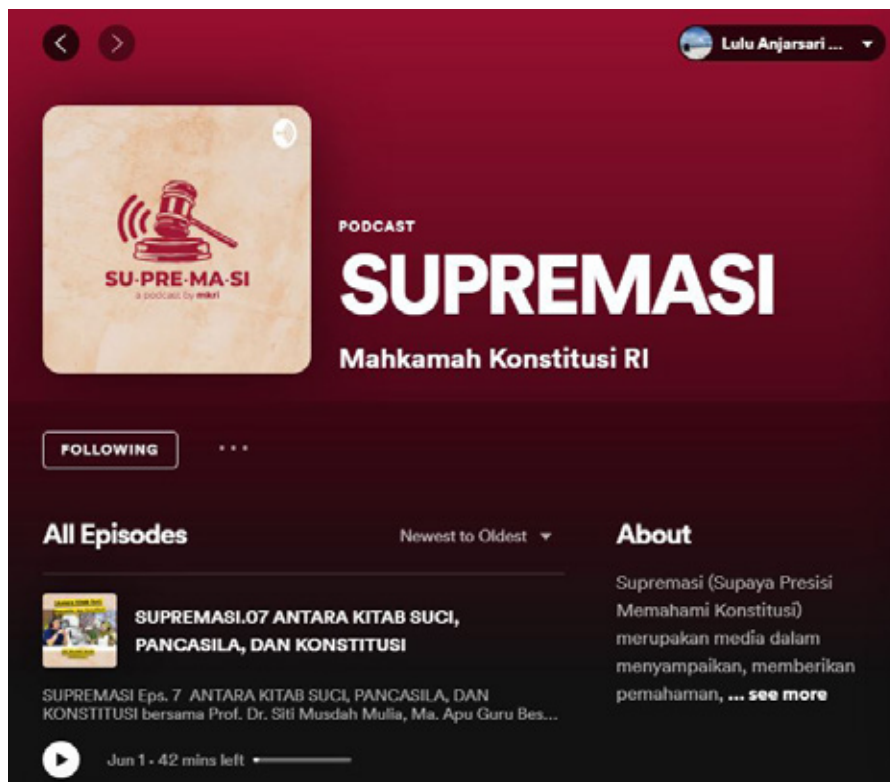 Lulu Anjarsari ...
SU·PRE·MA·SI
a podcast by mkri
PODCAST
SUPREMASI
Mahkamah Konstitusi RI
FOLLOWING
All Episodes
Newest to Oldest
About
SUPREMASI.07 ANTARA KITAB SUCI,
PANCASILA, DAN KONSTITUSI
SUPREMASI Eps. 7 ANTARA KITAB SUCI, PANCASILA, DAN
KONSTITUSI bersama Prof. Dr. Siti Musdah Mulia, Ma. Apu Guru Bes...
Jun 1 • 42 mins left
Supremasi (Supaya Presisi
Memahami Konstitusi)
merupakan media dalam
menyampaikan, memberikan
pemahaman, ... see more